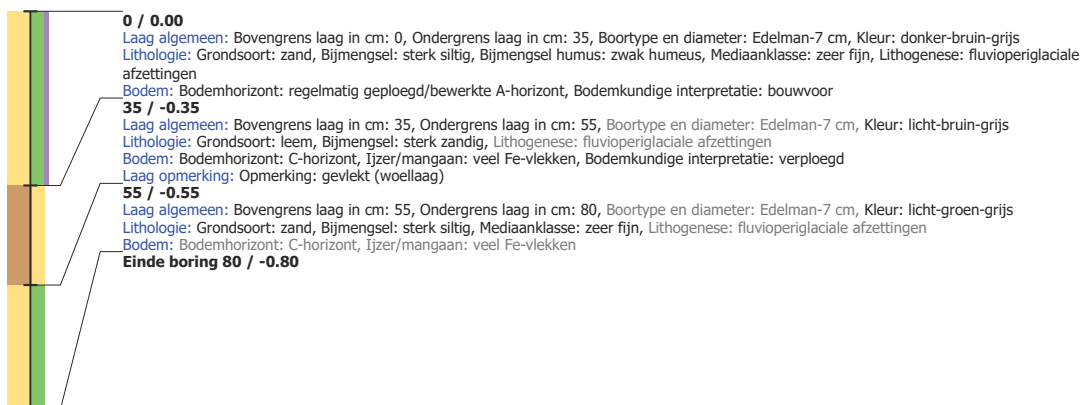 0 / 0.00
Laag algemeen: Bovengrens laag in cm: 0, Ondergrens laag in cm: 35, Boortype en diameter: Edelman-7 cm, Kleur: donker-bruin-grijs
Lithologie: Grondsoort: zand, Bijmengsel: sterk siltig, Bijmengsel humus: zwak humeus, Mediaanklasse: zeer fijn, Lithogenese: fluvioperiglaciale
afzettingen
Bodem: Bodemhorizont: regelmatig geploegd/bewerkte A-horizont, Bodemkundige interpretatie: bouwvoor
35 / -0.35
Laag algemeen: Bovengrens laag in cm: 35, Ondergrens laag in cm: 55, Boortype en diameter: Edelman-7 cm, Kleur: licht-bruin-grijs
Lithologie: Grondsoort: leem, Bijmengsel: sterk zandig, Lithogenese: fluvioperiglaciale afzettingen
Bodem: Bodemhorizont: C-horizont, Ijzer/mangaan: veel Fe-vlekken, Bodemkundige interpretatie: verploegd
Laag opmerking: Opmerking: gevlekt (woellaag)
55 / -0.55
Laag algemeen: Bovengrens laag in cm: 55, Ondergrens laag in cm: 80, Boortype en diameter: Edelman-7 cm, Kleur: licht-groen-grijs
Lithologie: Grondsoort: zand, Bijmengsel: sterk siltig, Mediaanklasse: zeer fijn, Lithogenese: fluvioperiglaciale afzettingen
Bodem: Bodemhorizont: C-horizont, Ijzer/mangaan: veel Fe-vlekken
Einde boring 80 / -0.80